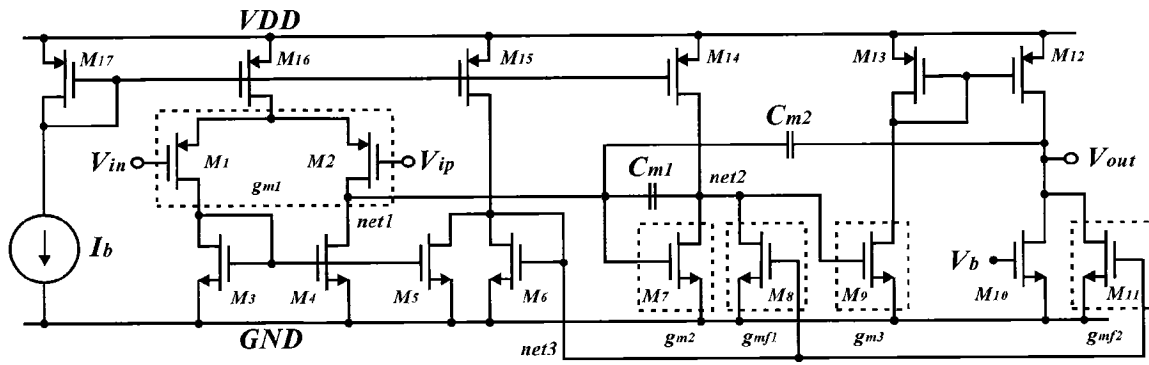 VDD
M17
M16
M15
M14
M13
M12
Cm2
Vin
M1
M2
Vip
gm1
Cm1
net2
Vout
net1
Ib
M3
M4
M5
M6
M7
M8
M9
Vb
M10
M11
GND
net3
gm2
gmf1
gm3
gmf2